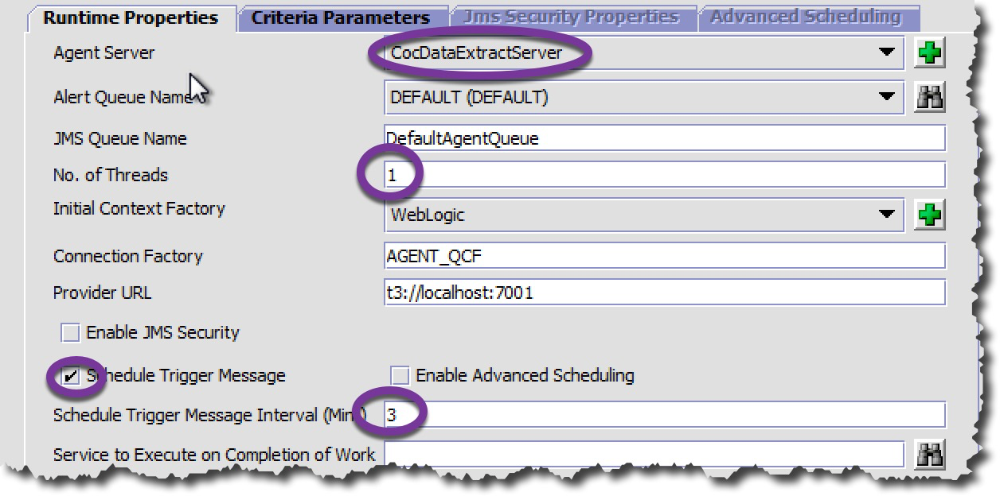 Runtime Properties Criteria Parameters Jms Security Properties Advanced Scheduling
Agent Server CocDataExtractServer
Alert Queue Name DEFAULT (DEFAULT)
JMS Queue Name DefaultAgentQueue
No. of Threads 1
Initial Context Factory WebLogic
Connection Factory AGENT_QCF
Provider URL t3://localhost:7001
Enable JMS Security
Schedule Trigger Message Enable Advanced Scheduling
Schedule Trigger Message Interval (Min.) 3
Service to Execute on Completion of Work